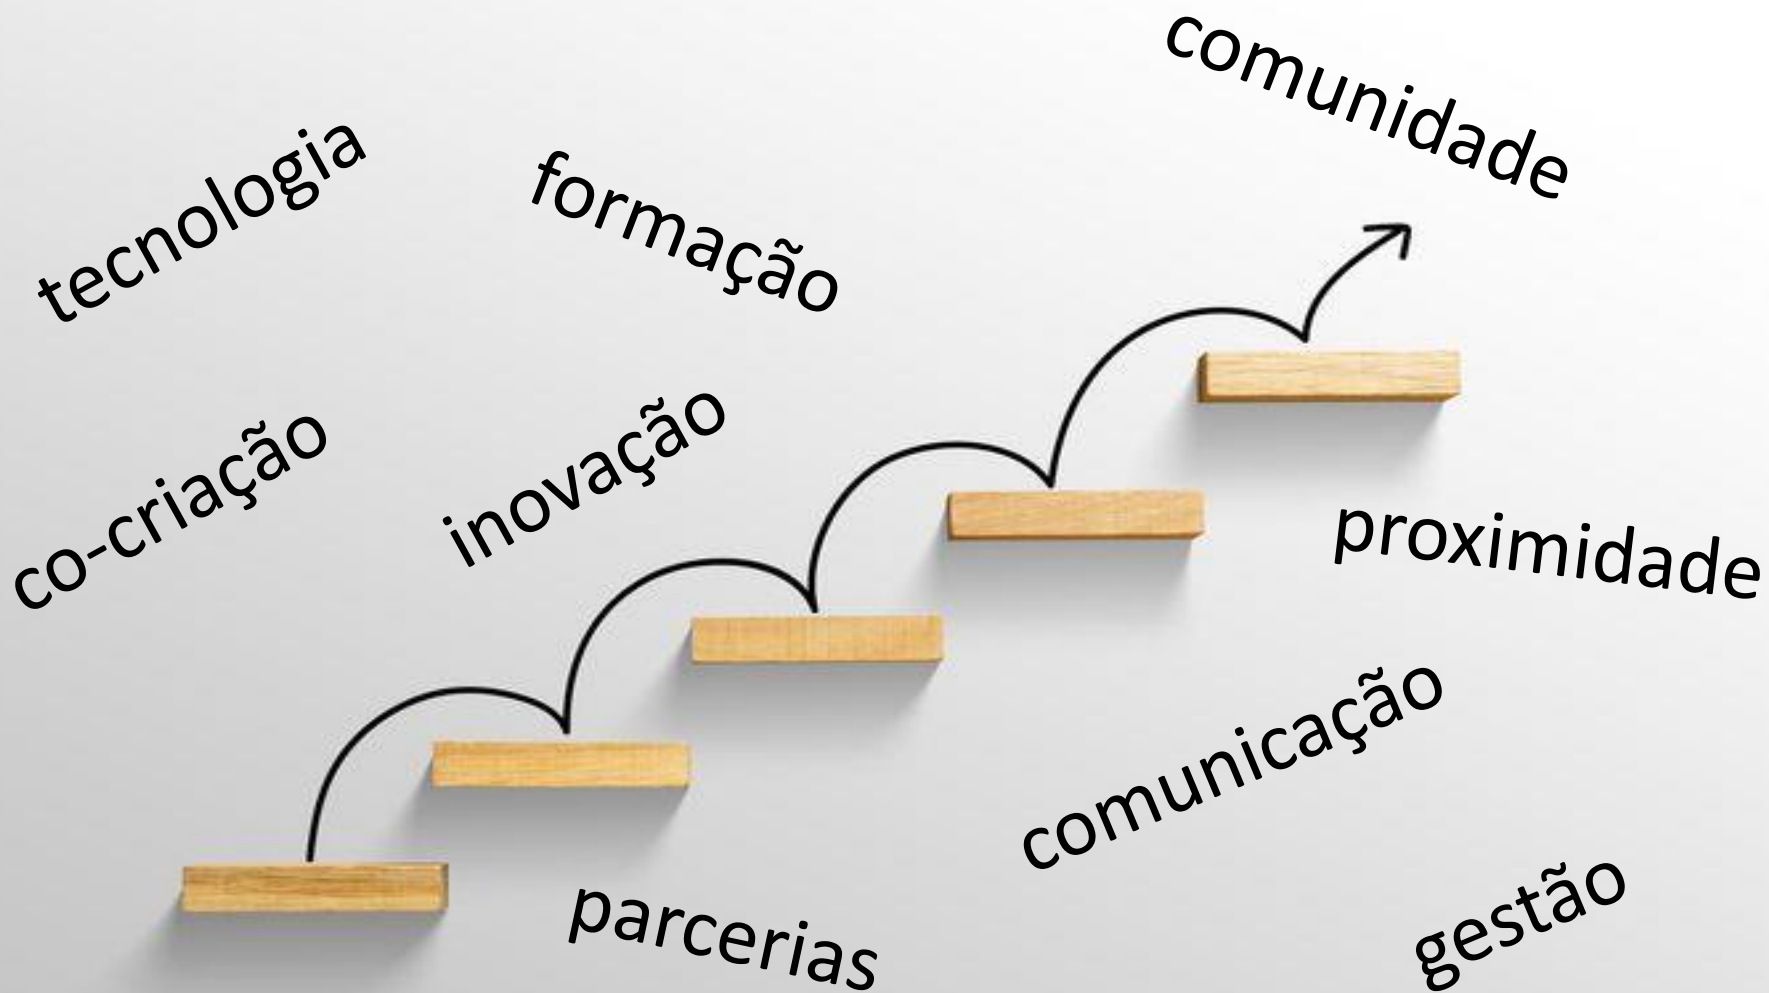 comunidade
tecnologia
formação
co-criação
inovação
proximidade
comunicação
parcerias
gestão